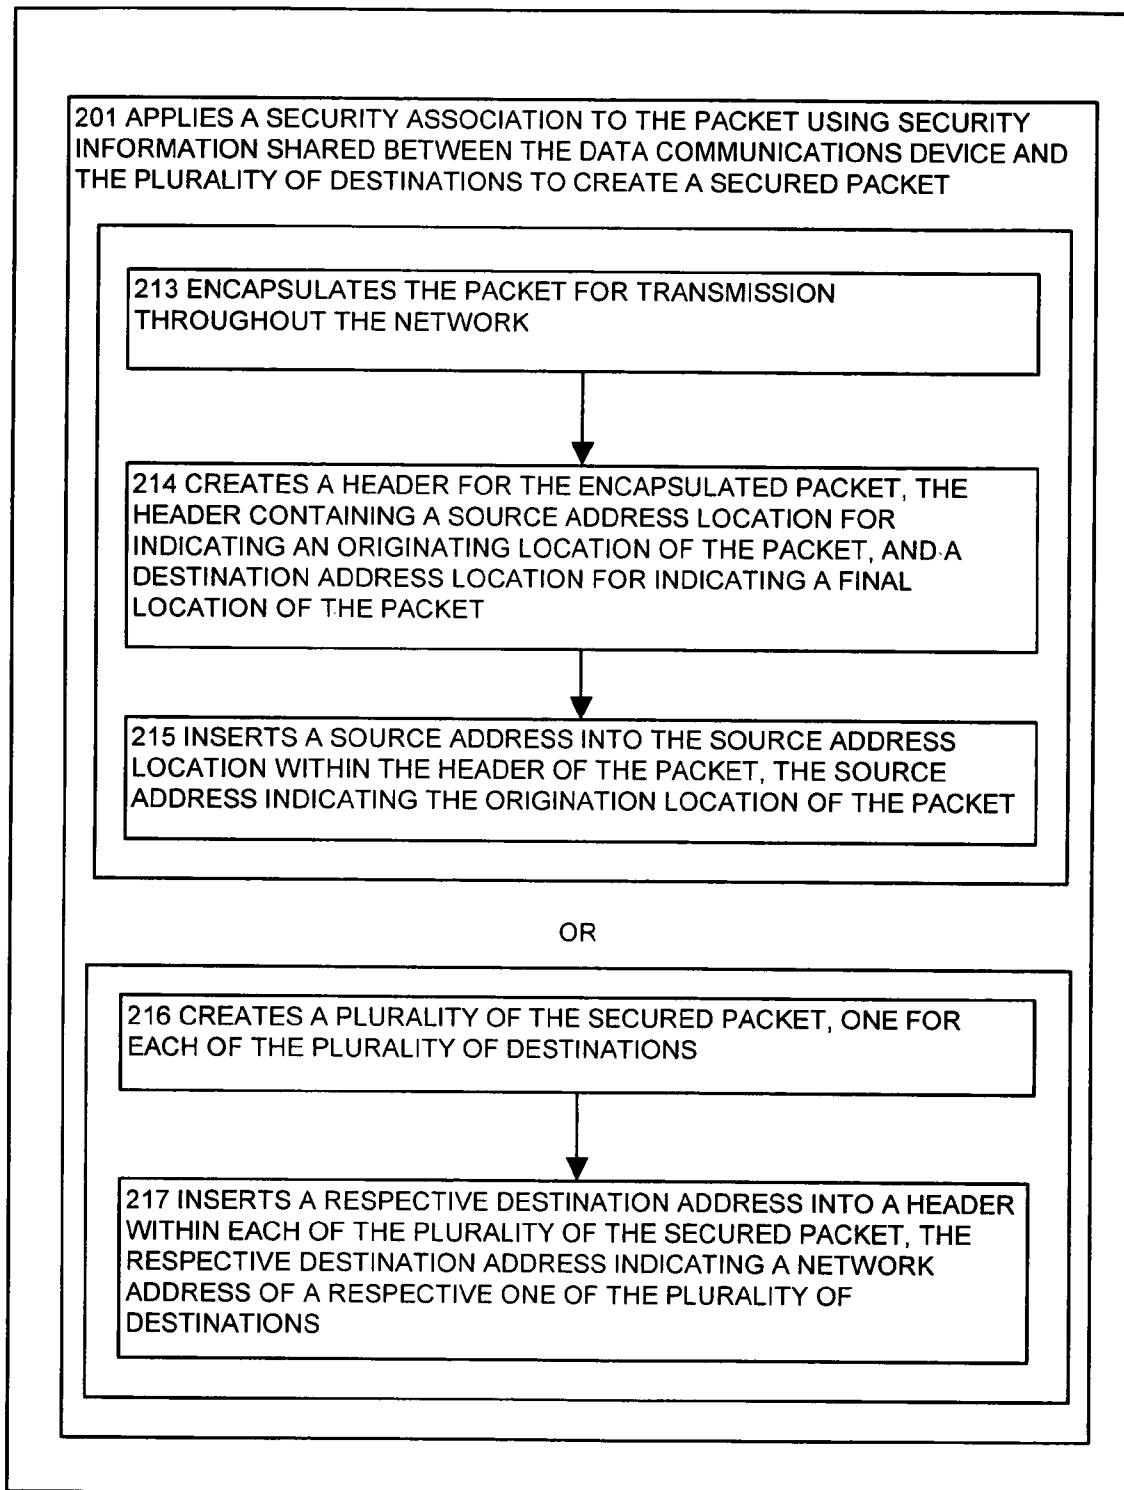 201 APPLIES A SECURITY ASSOCIATION TO THE PACKET USING SECURITY
INFORMATION SHARED BETWEEN THE DATA COMMUNICATIONS DEVICE AND
THE PLURALITY OF DESTINATIONS TO CREATE A SECURED PACKET
213 ENCAPSULATES THE PACKET FOR TRANSMISSION
THROUGHOUT THE NETWORK
214 CREATES A HEADER FOR THE ENCAPSULATED PACKET, THE
HEADER CONTAINING A SOURCE ADDRESS LOCATION FOR
INDICATING AN ORIGINATING LOCATION OF THE PACKET, AND A
DESTINATION ADDRESS LOCATION FOR INDICATING A FINAL
LOCATION OF THE PACKET
215 INSERTS A SOURCE ADDRESS INTO THE SOURCE ADDRESS
LOCATION WITHIN THE HEADER OF THE PACKET, THE SOURCE
ADDRESS INDICATING THE ORIGINATION LOCATION OF THE PACKET
OR
216 CREATES A PLURALITY OF THE SECURED PACKET, ONE FOR
EACH OF THE PLURALITY OF DESTINATIONS
217 INSERTS A RESPECTIVE DESTINATION ADDRESS INTO A HEADER
WITHIN EACH OF THE PLURALITY OF THE SECURED PACKET, THE
RESPECTIVE DESTINATION ADDRESS INDICATING A NETWORK
ADDRESS OF A RESPECTIVE ONE OF THE PLURALITY OF
DESTINATIONS